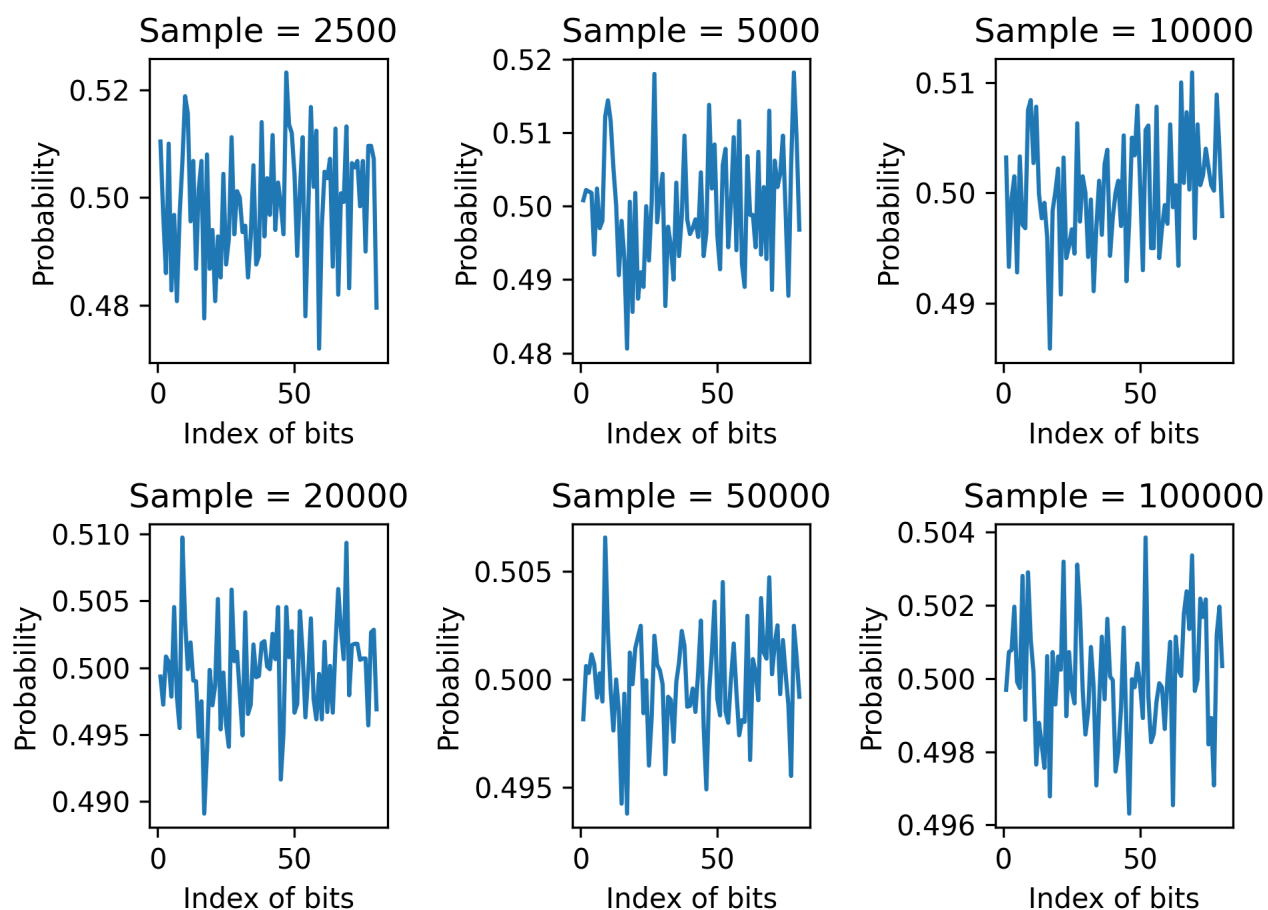 Sample = 2500
0.52
0.50
0.48
Probability
0 50
Index of bits
Sample = 5000
0.52
0.51
0.50
0.49
0.48
Probability
0 50
Index of bits
Sample = 10000
0.51
0.50
0.49
Probability
0 50
Index of bits
Sample = 20000
0.510
0.505
0.500
0.495
0.490
Probability
0 50
Index of bits
Sample = 50000
0.505
0.500
0.495
Probability
0 50
Index of bits
Sample = 100000
0.504
0.502
0.500
0.498
0.496
Probability
0 50
Index of bits